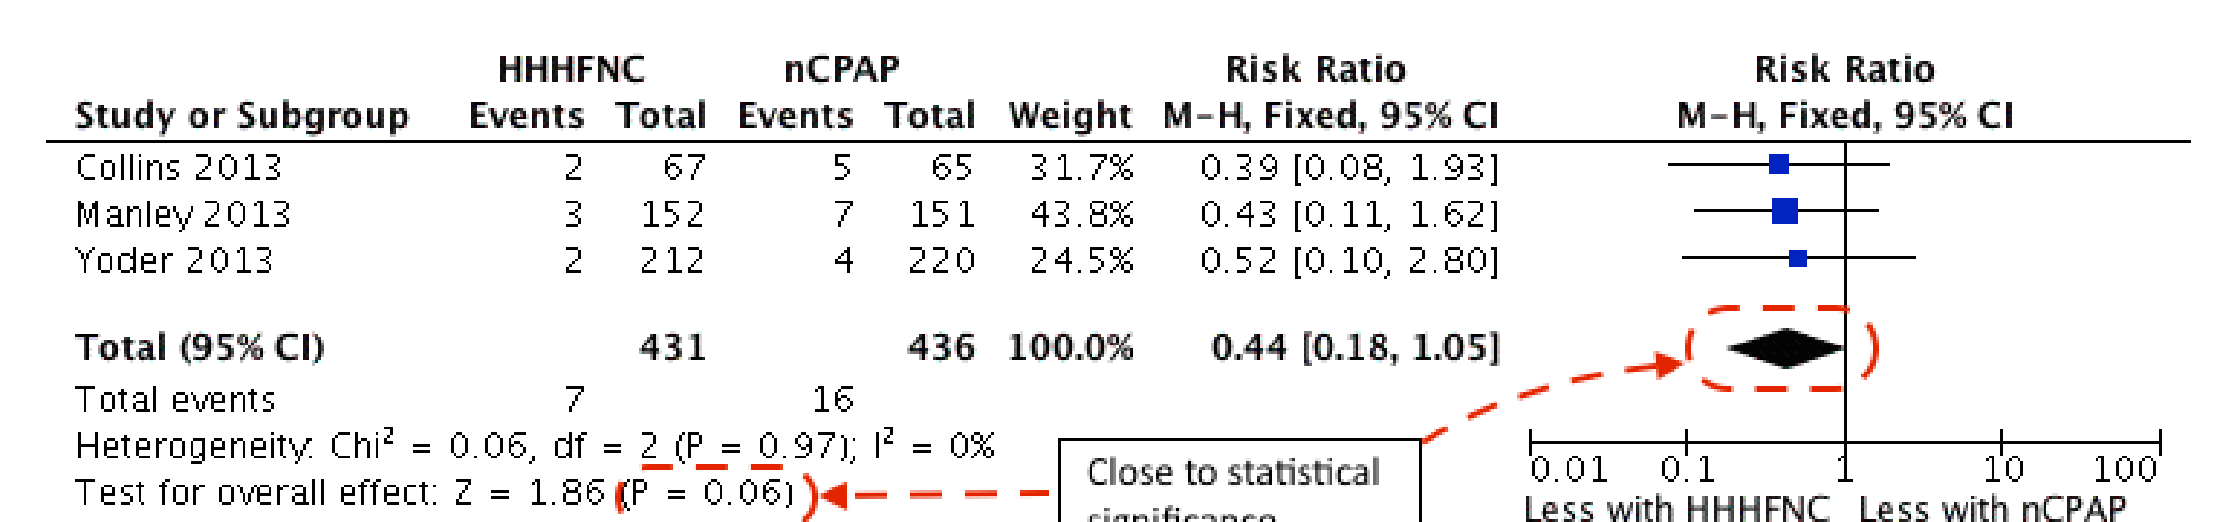 HHHFNC nCPAP Risk Ratio Risk Ratio
Study or Subgroup Events Total Events Total Weight M-H, Fixed, 95% CI M-H, Fixed, 95% CI
Collins 2013 2 67 5 65 31.7% 0.39 [0.08, 1.93]
Manley 2013 3 152 7 151 43.8% 0.43 [0.11, 1.62]
Yoder 2013 2 212 4 220 24.5% 0.52 [0.10, 2.80]
Total (95% CI) 431 436 100.0% 0.44 [0.18, 1.05]
Total events 7 16
Heterogeneity: Chi² = 0.06, df = 2 (P = 0.97); I² = 0%
Test for overall effect: Z = 1.86 (P = 0.06)
Close to statistical
significance
0.01 0.1 1 10 100
Less with HHHFNC Less with nCPAP